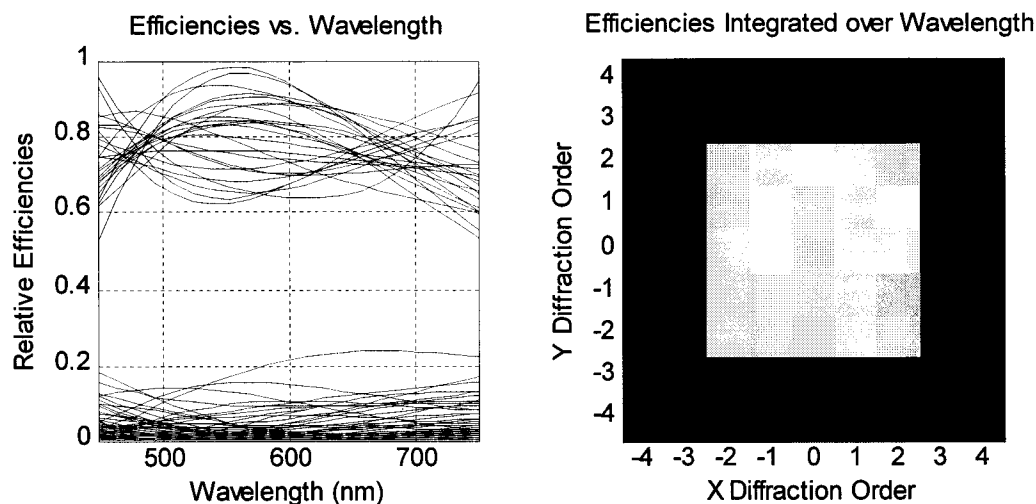 Efficiencies vs. Wavelength
1
0.8
0.6
0.4
0.2
0
Relative Efficiencies
500 600 700
Wavelength (nm)
Efficiencies Integrated over Wavelength
4
3
2
1
0
-1
-2
-3
-4
Y Diffraction Order
-4 -3 -2 -1 0 1 2 3 4
X Diffraction Order